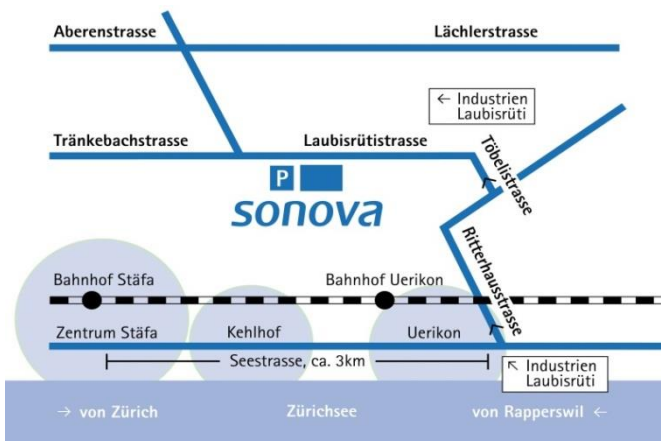 Aberenstrasse
Lächlerstrasse
← Industrien
Laubisrüti
Tränkebachstrasse
Laubisrütistrasse
Töbelistrasse
P
sonova
Ritterhausstrasse
Bahnhof Stäfa
Bahnhof Uerikon
Zentrum Stäfa
Kehlhof
Uerikon
Seestrasse, ca. 3km
↖ Industrien
Laubisrüti
→ von Zürich
Zürichsee
von Rapperswil ←